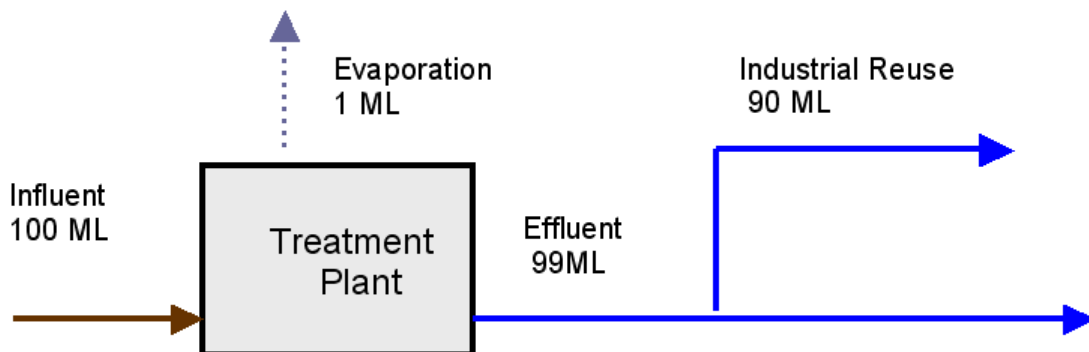 Evaporation
1 ML
Industrial Reuse
90 ML
Influent
100 ML
Treatment
Plant
Effluent
99ML